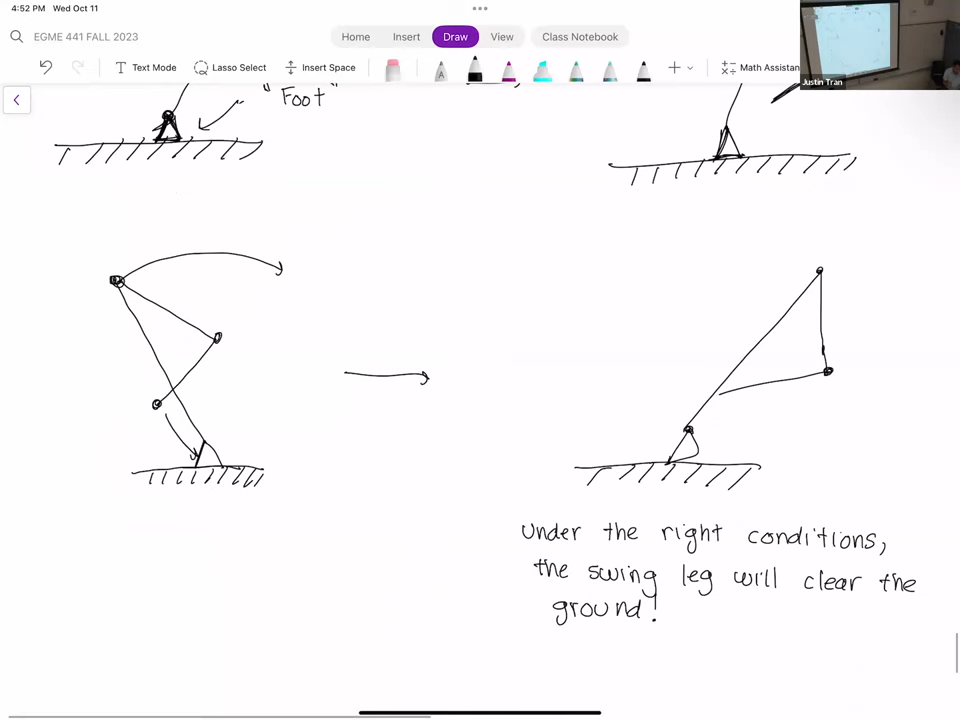 4:52 PM Wed Oct 11
EGME 441 FALL 2023
Home Insert Draw View Class Notebook
Text Mode Lasso Select Insert Space Math Assistan
Justin Tran
"Foot"
Under the right conditions,
the swing leg will clear the
ground!